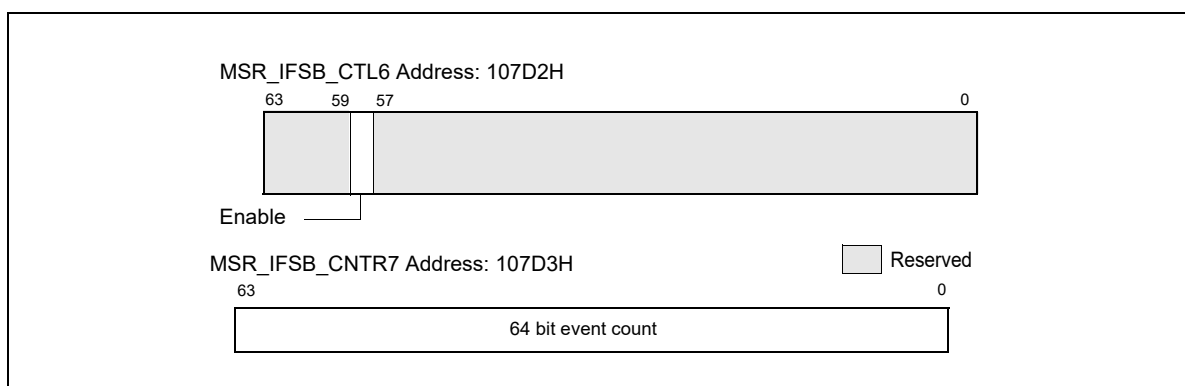 MSR_IFSB_CTL6 Address: 107D2H
63 59 57 0
Enable
MSR_IFSB_CNTR7 Address: 107D3H
Reserved
63 0
64 bit event count